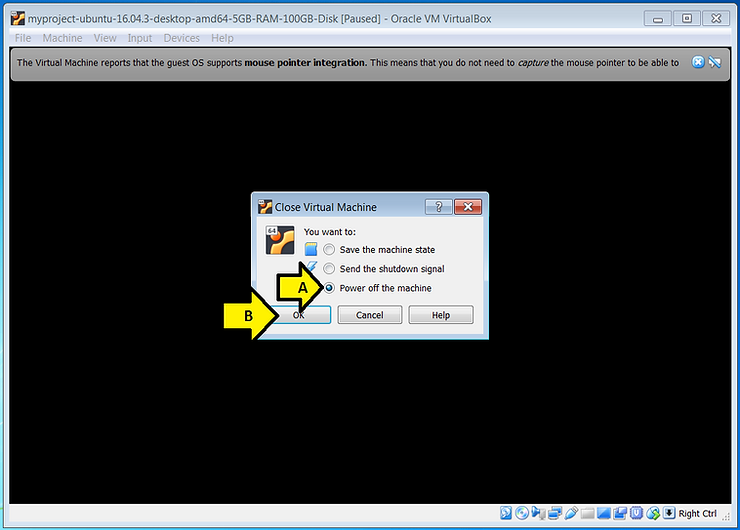 myproject-ubuntu-16.04.3-desktop-amd64-5GB-RAM-100GB-Disk [Paused] - Oracle VM VirtualBox
File Machine View Input Devices Help
The Virtual Machine reports that the guest OS supports mouse pointer integration. This means that you do not need to capture the mouse pointer to be able to
Close Virtual Machine
?
64
You want to:
Save the machine state
Send the shutdown signal
A
Power off the machine
B
OK
Cancel
Help
Right Ctrl